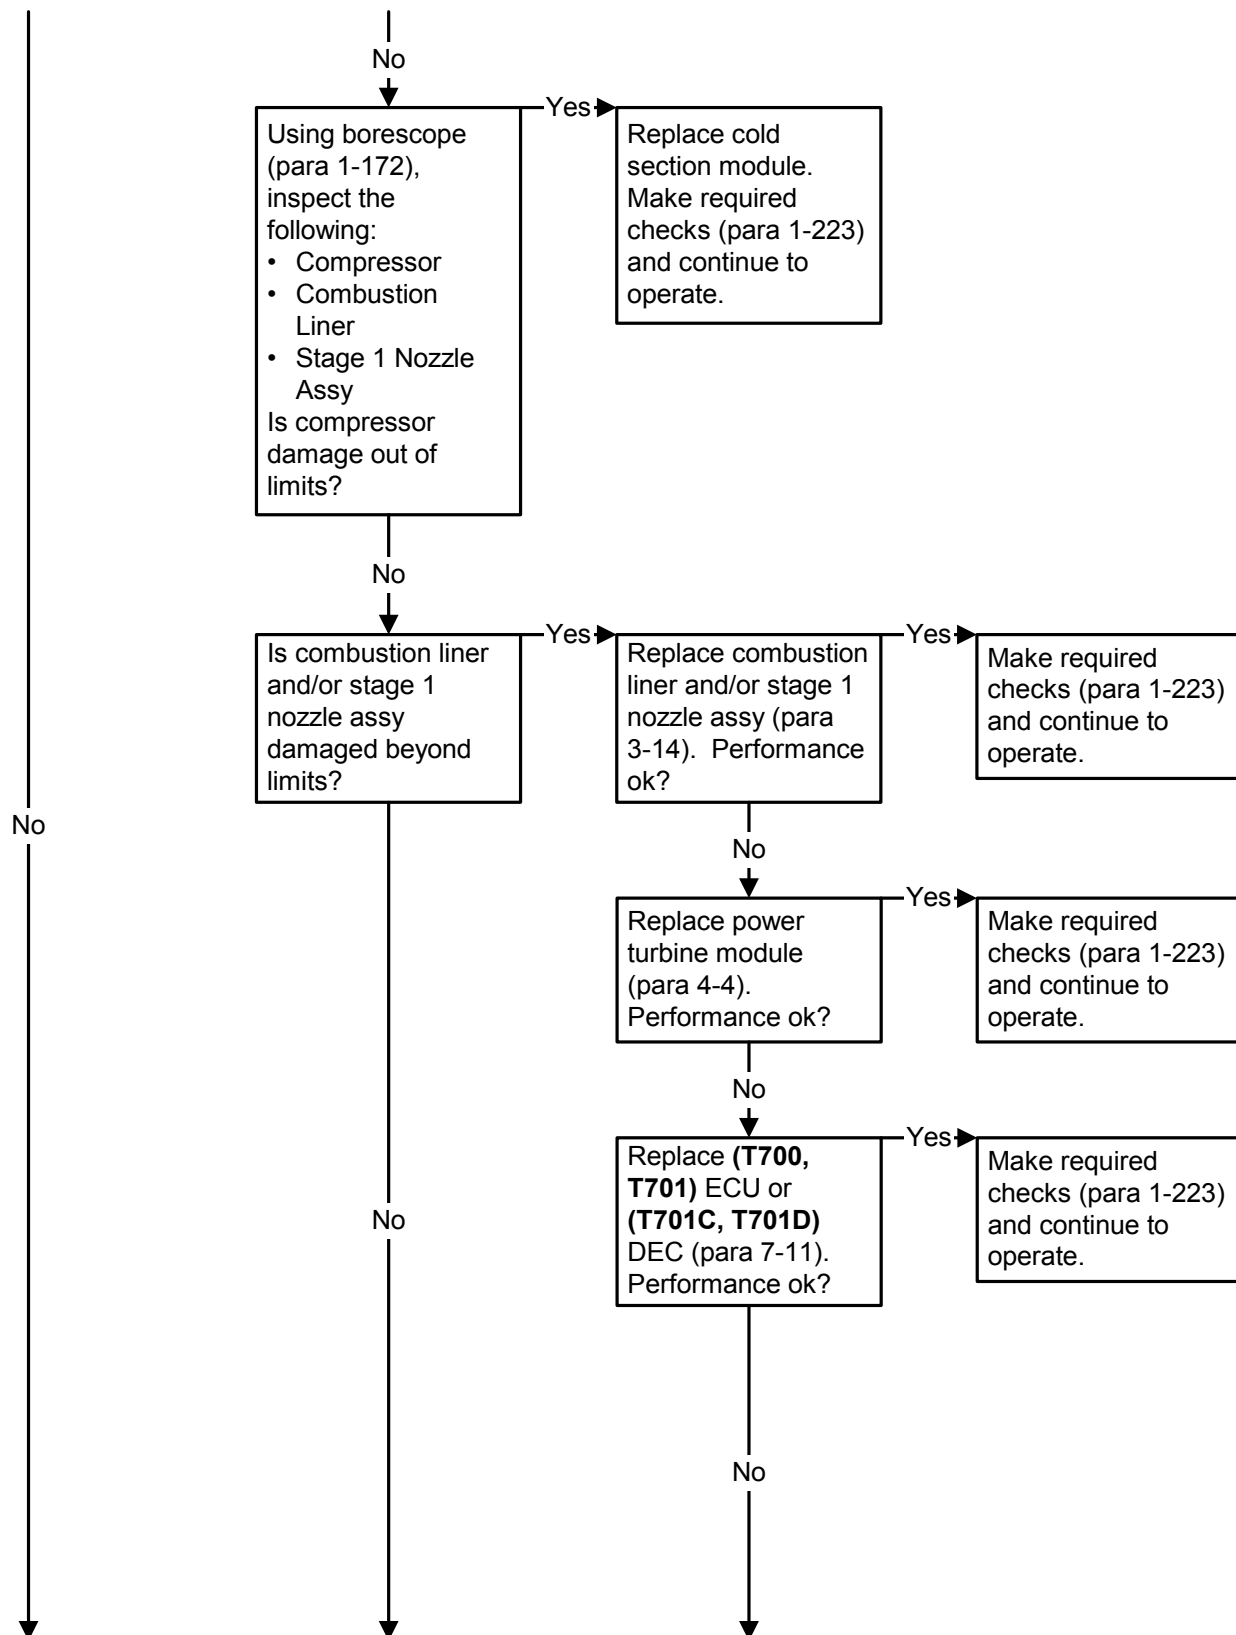 No
Yes
Using borescope
(para 1-172),
inspect the
following:
• Compressor
• Combustion
Liner
• Stage 1 Nozzle
Assy
Is compressor
damage out of
limits?
Replace cold
section module.
Make required
checks (para 1-223)
and continue to
operate.
No
Is combustion liner
and/or stage 1
nozzle assy
damaged beyond
limits?
Yes
Replace combustion
liner and/or stage 1
nozzle assy (para
3-14).  Performance
ok?
Yes
Make required
checks (para 1-223)
and continue to
operate.
No
No
Replace power
turbine module
(para 4-4).
Performance ok?
Yes
Make required
checks (para 1-223)
and continue to
operate.
No
Replace (T700,
T701) ECU or
(T701C, T701D)
DEC (para 7-11).
Performance ok?
Yes
Make required
checks (para 1-223)
and continue to
operate.
No
No